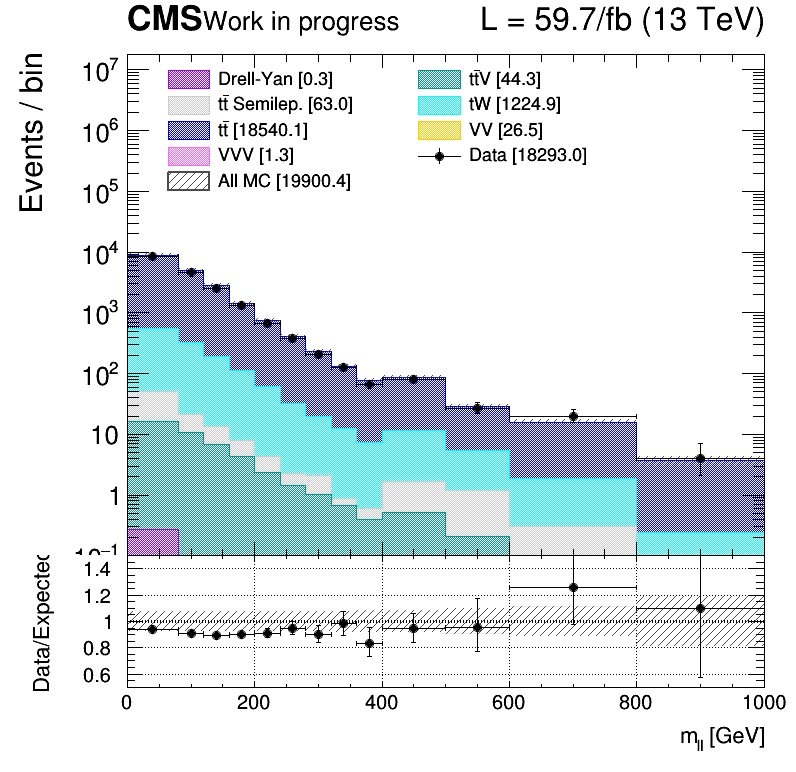 CMS Work in progress L = 59.7/fb (13 TeV)
Events / bin
Drell-Yan [0.3] tt̄V [44.3]
tt̄ Semilep. [63.0] tW [1224.9]
tt̄ [18540.1] VV [26.5]
VVV [1.3] Data [18293.0]
All MC [19900.4]
10⁷
10⁶
10⁵
10⁴
10³
10²
10
1
10⁻¹
Data/Expected
1.4
1.2
1
0.8
0.6
0 200 400 600 800 1000
m_ll [GeV]